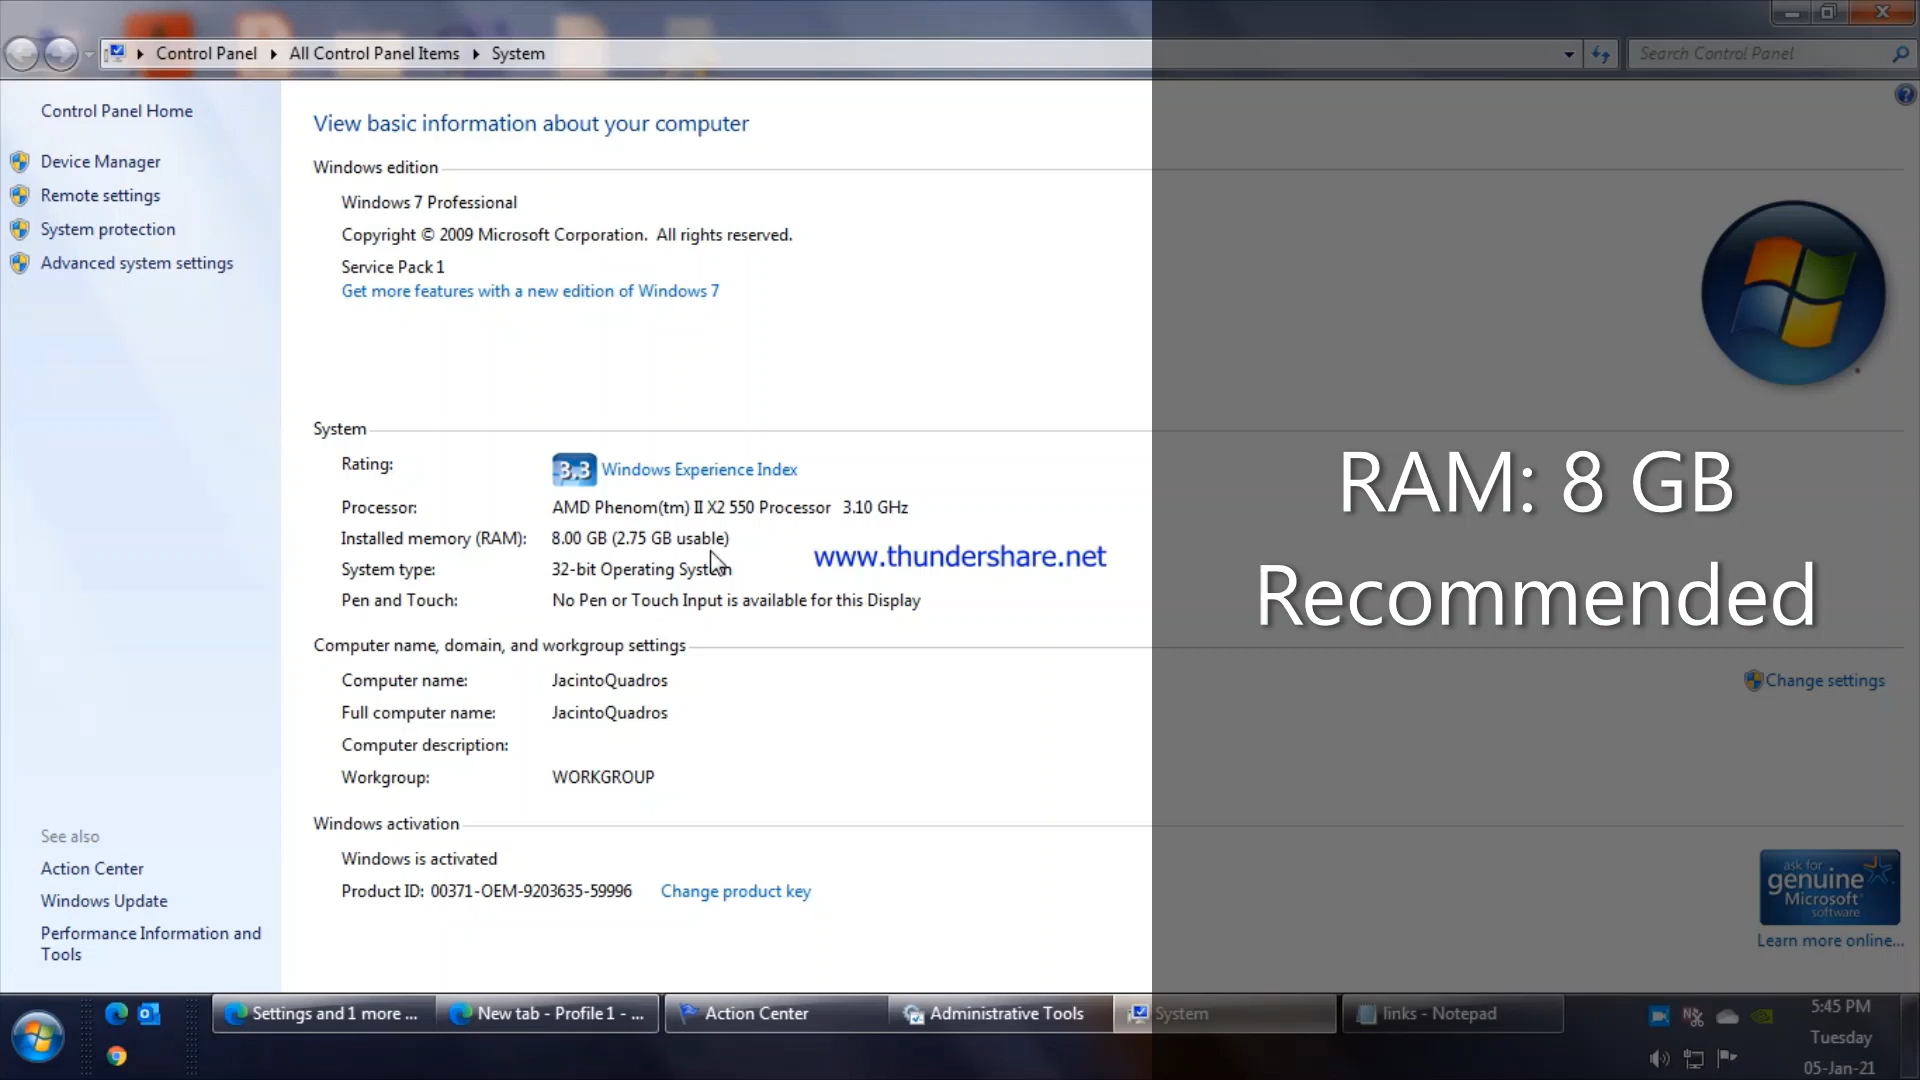 Control Panel
All Control Panel Items
System
Search Control Panel
Control Panel Home
Device Manager
Remote settings
System protection
Advanced system settings
View basic information about your computer
Windows edition
Windows 7 Professional
Copyright © 2009 Microsoft Corporation.  All rights reserved.
Service Pack 1
Get more features with a new edition of Windows 7
System
Rating:
3.3 Windows Experience Index
Processor: AMD Phenom(tm) II X2 550 Processor   3.10 GHz
Installed memory (RAM): 8.00 GB (2.75 GB usable)
System type: 32-bit Operating System
Pen and Touch: No Pen or Touch Input is available for this Display
www.thundershare.net
RAM: 8 GB
Recommended
Computer name, domain, and workgroup settings
Computer name: JacintoQuadros
Full computer name: JacintoQuadros
Computer description:
Workgroup: WORKGROUP
Change settings
Windows activation
Windows is activated
Product ID: 00371-OEM-9203635-59996 Change product key
ask for
genuine
Microsoft
software
Learn more online...
See also
Action Center
Windows Update
Performance Information and
Tools
Settings and 1 more ...
New tab - Profile 1 - ...
Action Center
Administrative Tools
System
links - Notepad
5:45 PM
Tuesday
05-Jan-21